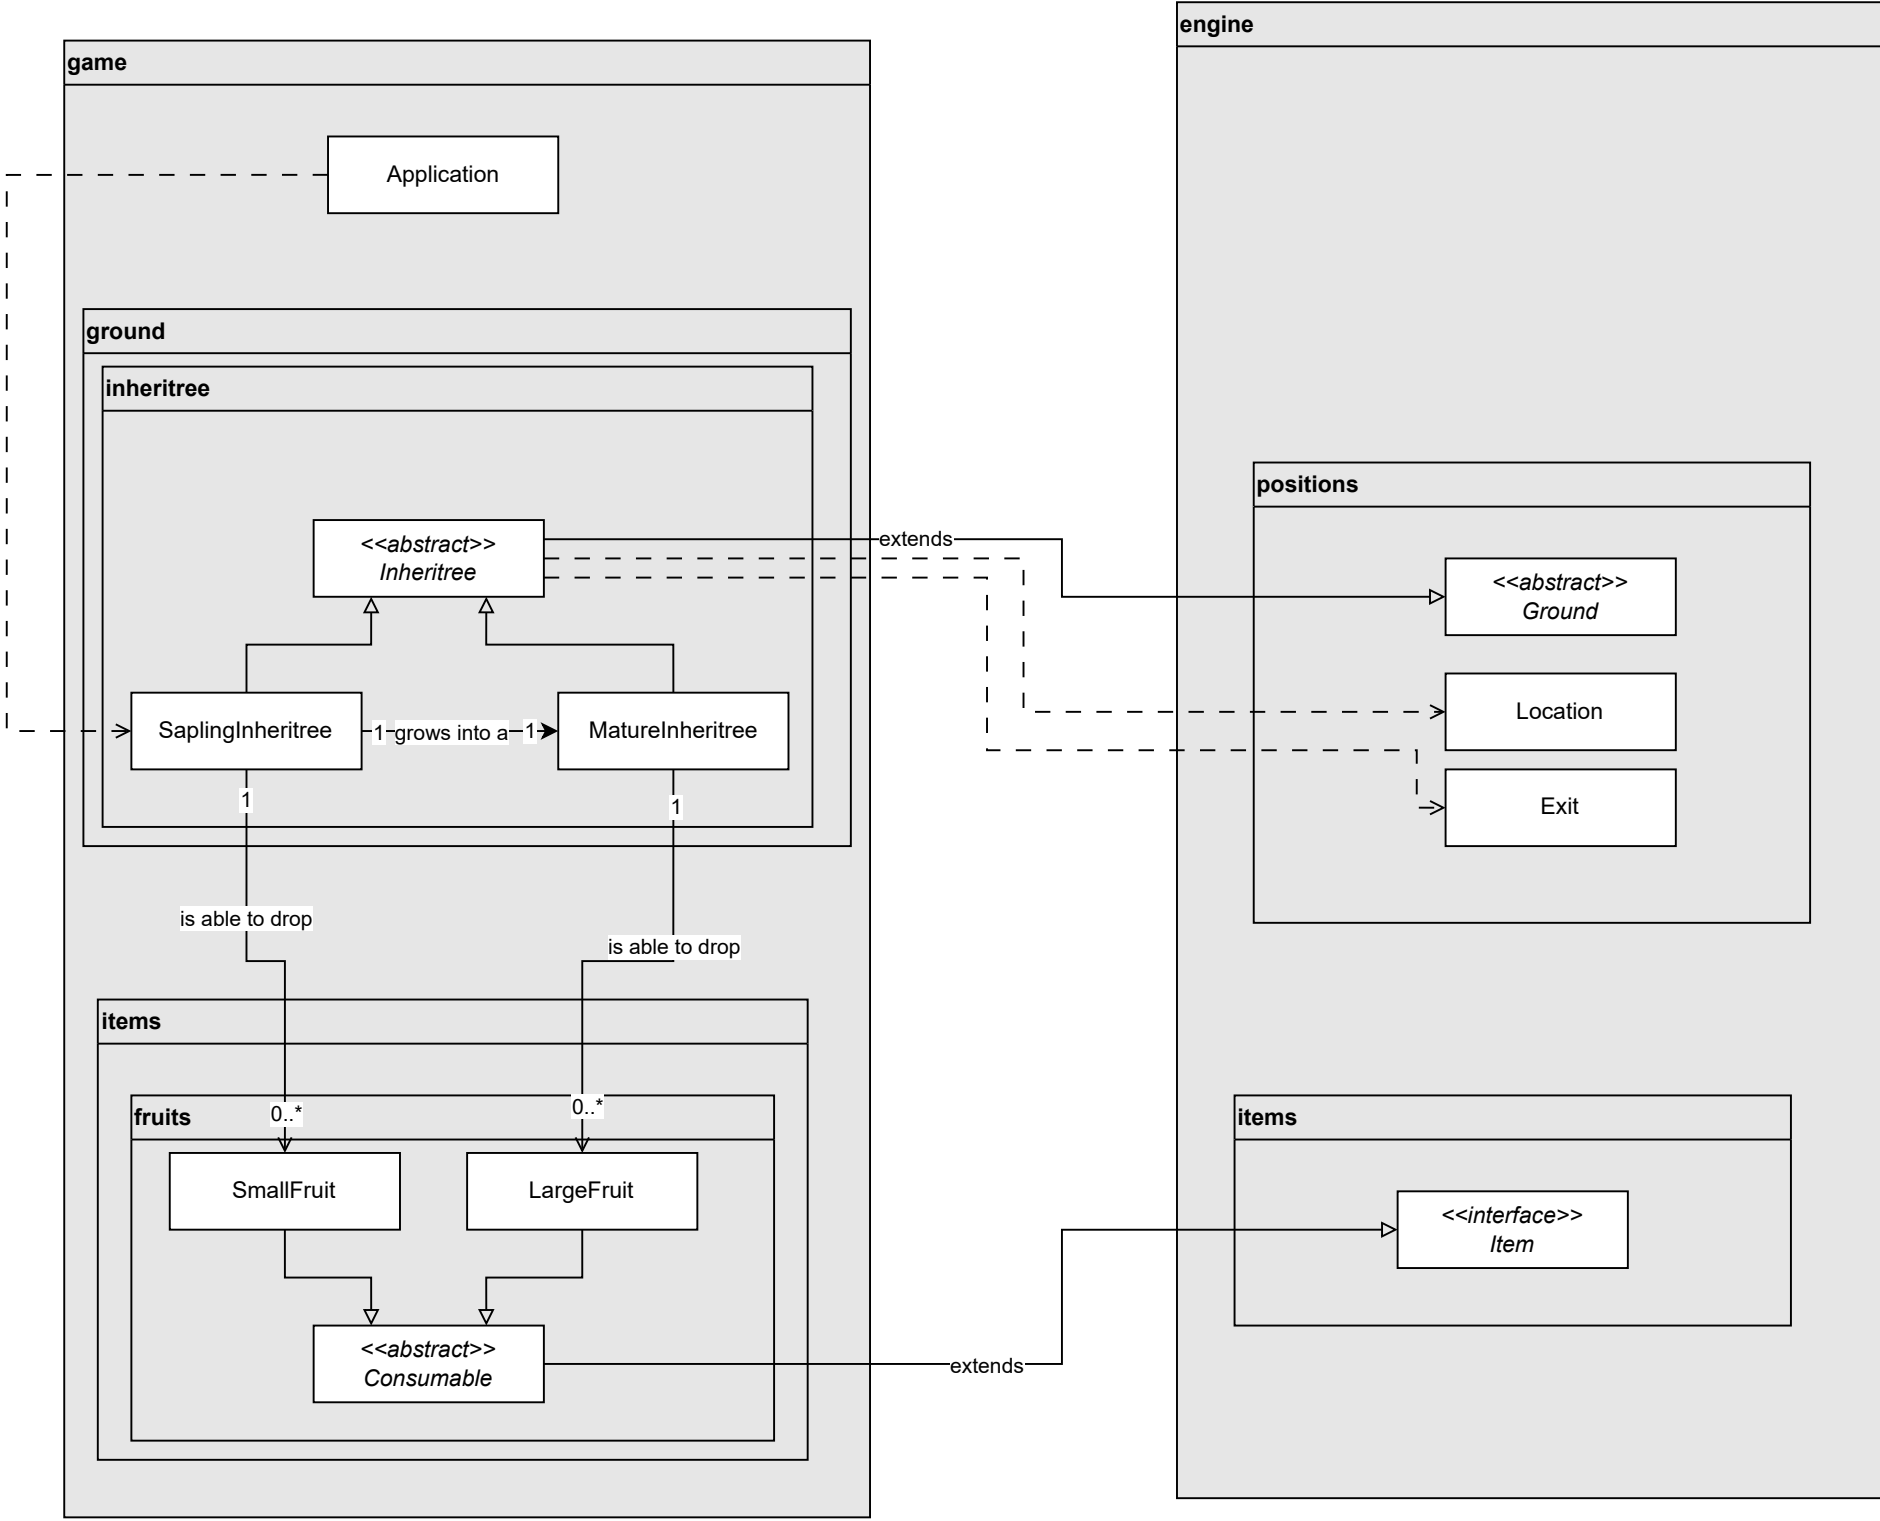 engine
game
Application
ground
inheritree
positions
<<abstract>>
Inheritree
extends
<<abstract>>
Ground
Location
SaplingInheritree
1
grows into a
1
MatureInheritree
Exit
1
1
is able to drop
is able to drop
items
0..*
0..*
fruits
items
SmallFruit
LargeFruit
<<interface>>
Item
<<abstract>>
Consumable
extends